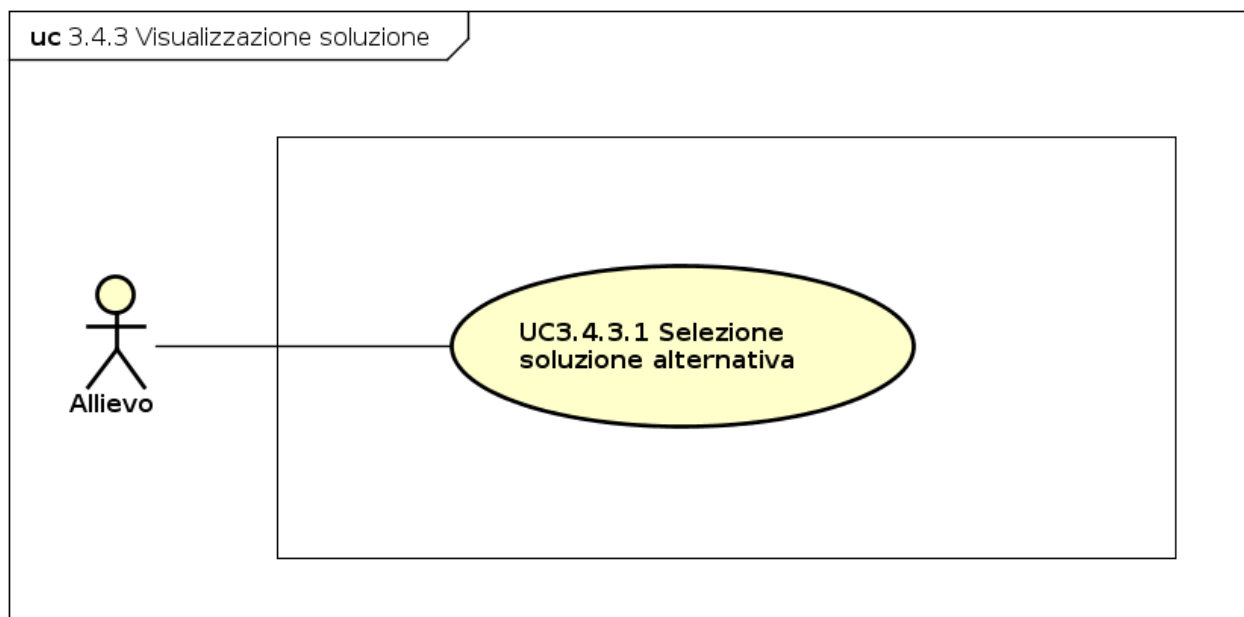 uc 3.4.3 Visualizzazione soluzione
UC3.4.3.1 Selezione
soluzione alternativa
Allievo